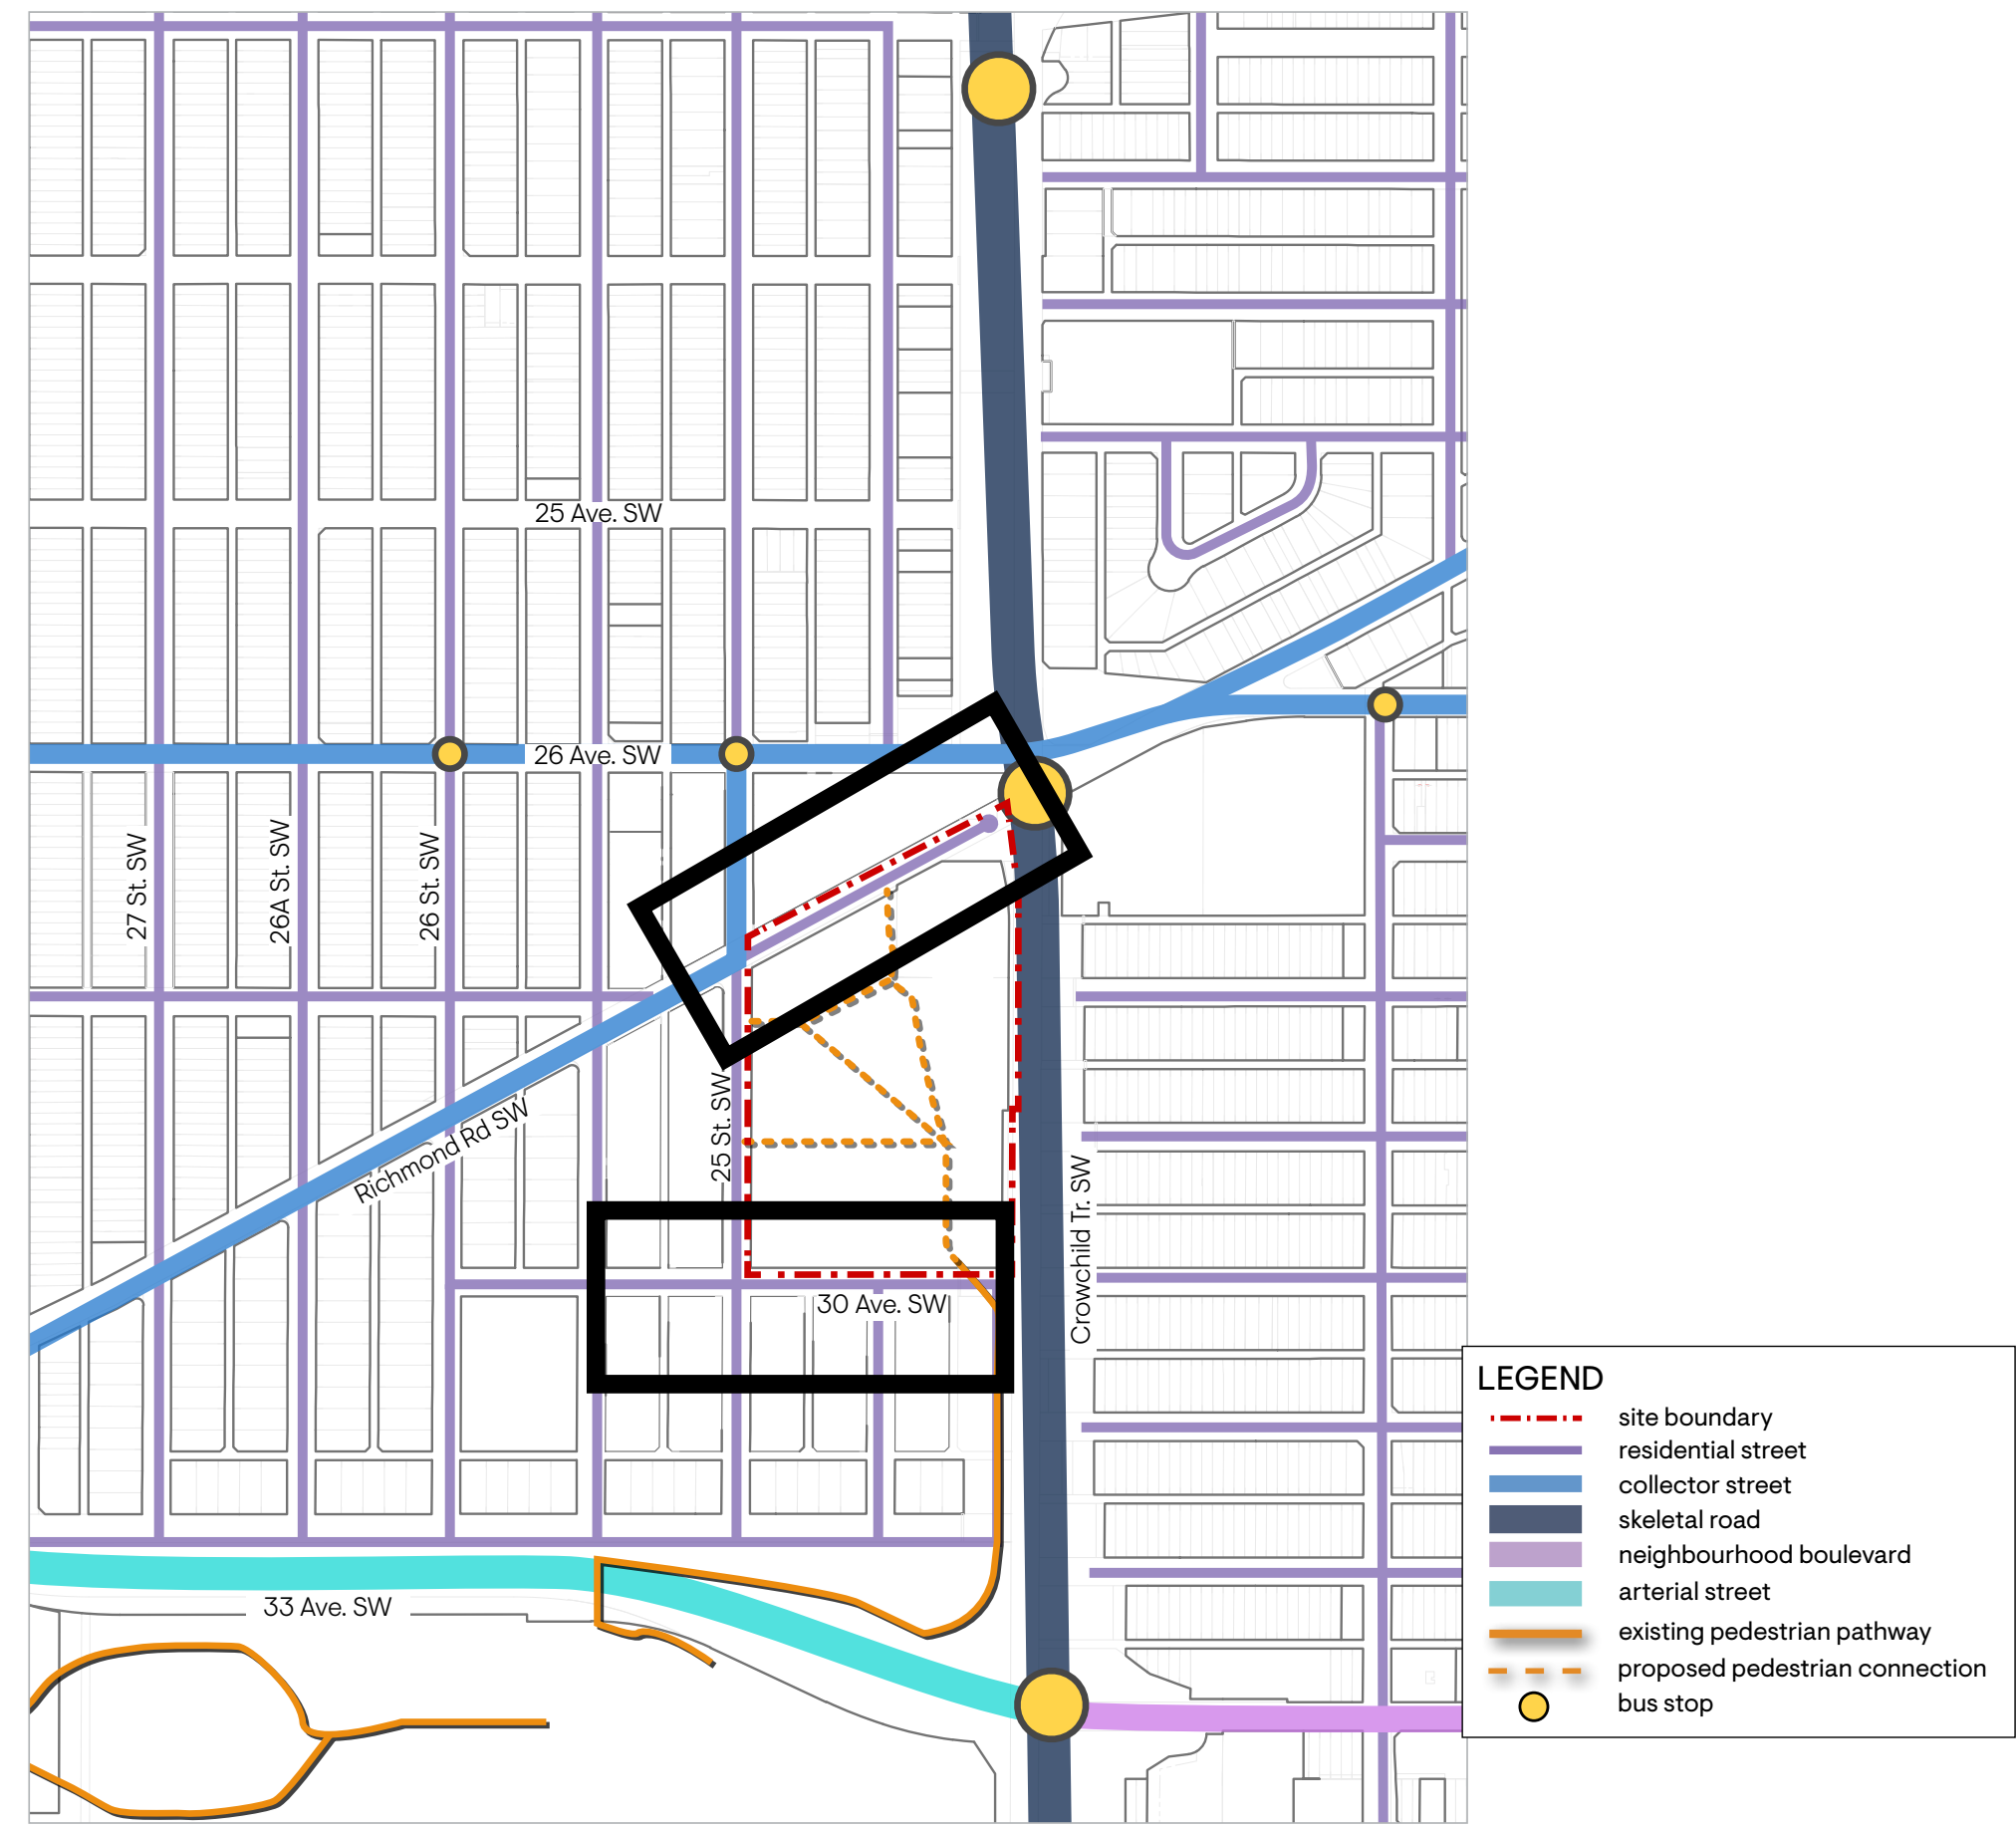 25 Ave. SW
26 Ave. SW
27 St. SW
26A St. SW
26 St. SW
Richmond Rd SW
25 St. SW
Crowchild Tr. SW
30 Ave. SW
33 Ave. SW
LEGEND
site boundary
residential street
collector street
skeletal road
neighbourhood boulevard
arterial street
existing pedestrian pathway
proposed pedestrian connection
bus stop